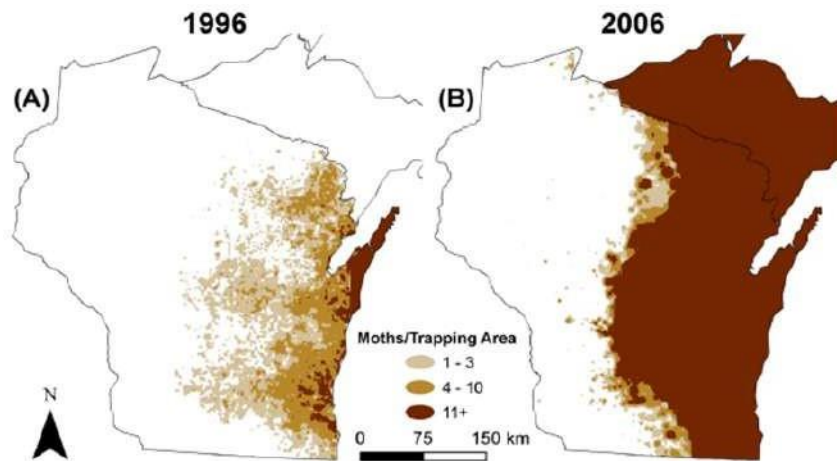 1996
2006
(A)
(B)
Moths/Trapping Area
1 - 3
4 - 10
11+
N
0 75 150 km